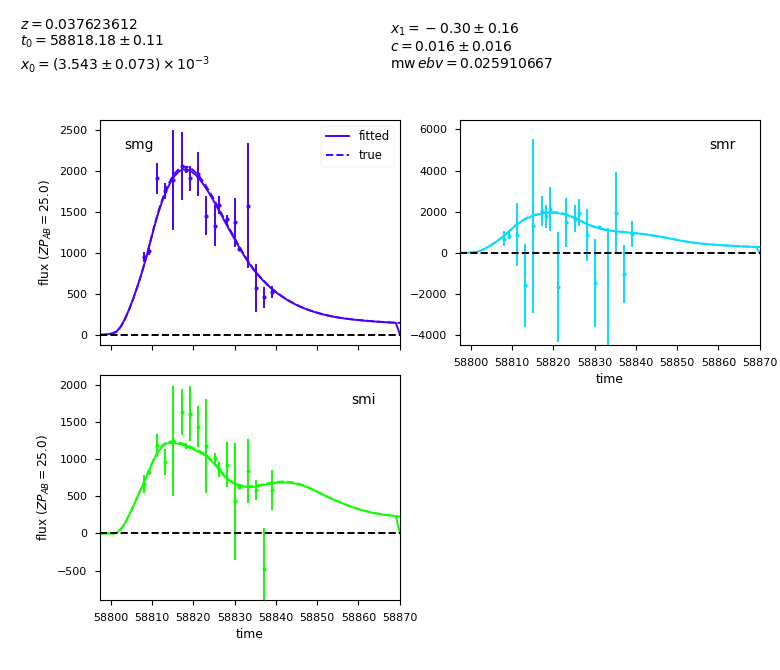 z = 0.037623612
t₀ = 58818.18 ± 0.11
x₀ = (3.543 ± 0.073) × 10⁻³
x₁ = −0.30 ± 0.16
c = 0.016 ± 0.016
mw ebv = 0.025910667
smg
fitted
true
2500
2000
1500
1000
500
0
flux (ZP_AB = 25.0)
smr
6000
4000
2000
0
−2000
−4000
58800 58810 58820 58830 58840 58850 58860 58870
time
smi
2000
1500
1000
500
0
−500
flux (ZP_AB = 25.0)
58800 58810 58820 58830 58840 58850 58860 58870
time